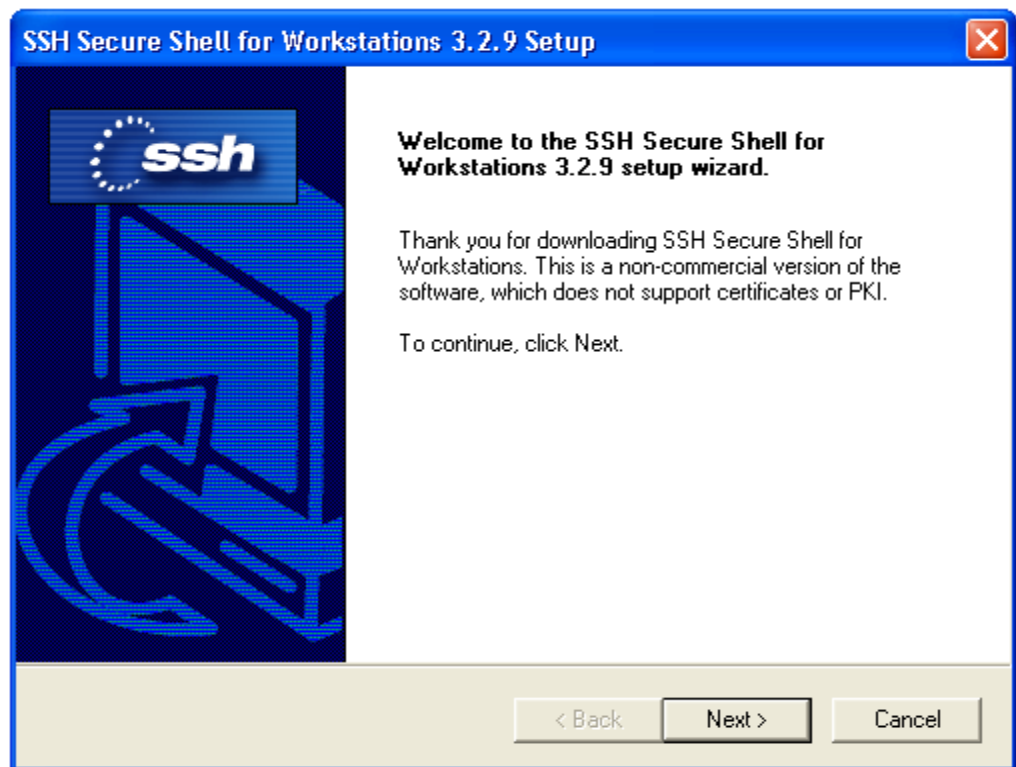 SSH Secure Shell for Workstations 3.2.9 Setup
ssh
Welcome to the SSH Secure Shell for
Workstations 3.2.9 setup wizard.
Thank you for downloading SSH Secure Shell for
Workstations. This is a non-commercial version of the
software, which does not support certificates or PKI.
To continue, click Next.
< Back
Next >
Cancel